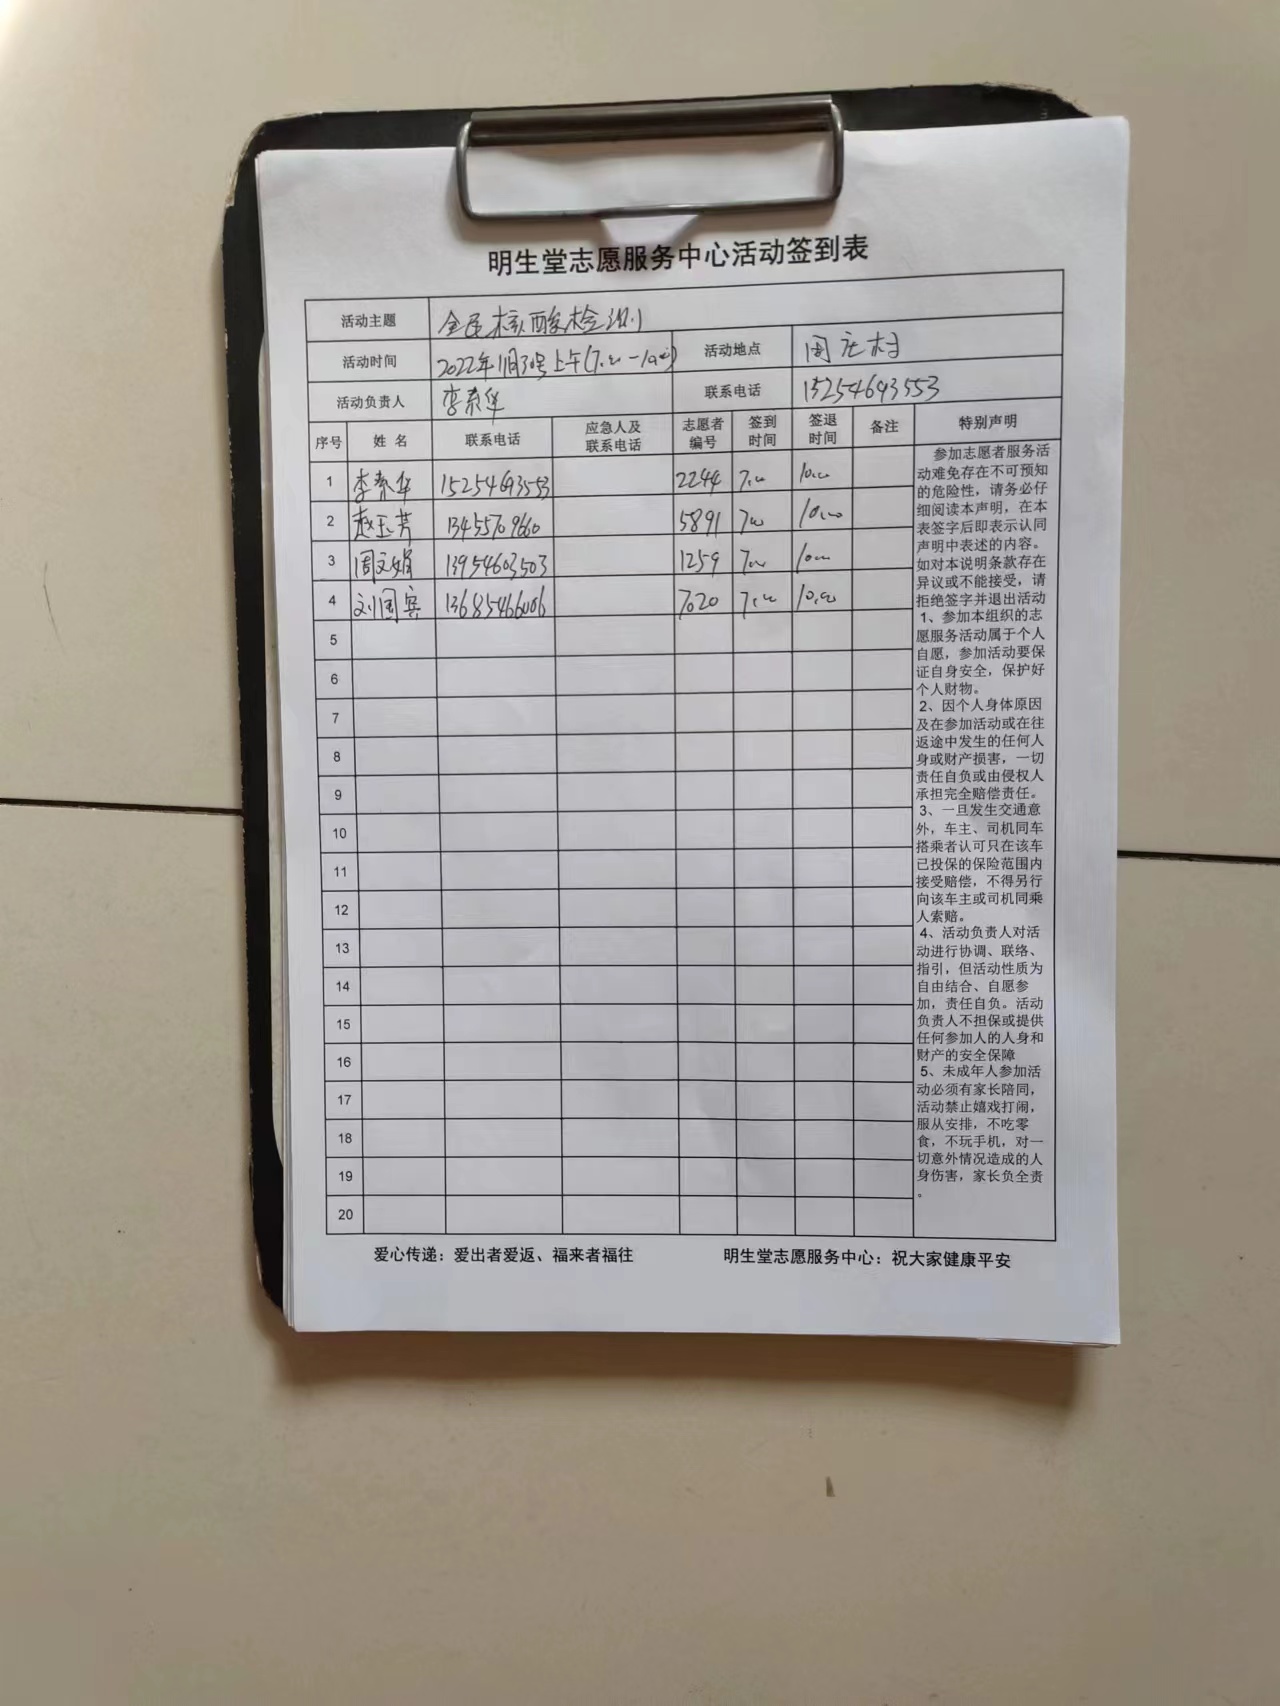 明生堂志愿服务中心活动签到表
活动主题 全民核酸检测
活动时间 2022年11月30号上午(7:00-10:00) 活动地点 周庄村
活动负责人 李素华 联系电话 15254693553
序号 姓名 联系电话 应急人及联系电话 志愿者编号 签到时间 签退时间 备注 特别声明
1 李素华 15254693553 2244 7:00 10:00
2 赵玉芳 13455709660 5891 7:00 10:00
3 周文娟 13954603503 1259 7:00 10:00
4 刘国宾 13685466006 7020 7:00 10:00
5
6
7
8
9
10
11
12
13
14
15
16
17
18
19
20
参加志愿者服务活
动难免存在不可预知
的危险性，请务必仔
细阅读本声明，在本
表签字后即表示认同
声明中表述的内容。
如对本说明条款存在
异议或不能接受，请
拒绝签字并退出活动
1、参加本组织的志
愿服务活动属于个人
自愿，参加活动要保
证自身安全，保护好
个人财物。
2、因个人身体原因
及在参加活动或在往
返途中发生的任何人
身或财产损害，一切
责任自负或由侵权人
承担完全赔偿责任。
3、一旦发生交通意
外，车主、司机同车
搭乘者认可只在该车
已投保的保险范围内
接受赔偿，不得另行
向该车主或司机同乘
人索赔。
4、活动负责人对活
动进行协调、联络、
指引，但活动性质为
自由结合、自愿参
加，责任自负。活动
负责人不担保或提供
任何参加人的人身和
财产的安全保障
5、未成年人参加活
动必须有家长陪同，
活动禁止嬉戏打闹，
服从安排，不吃零
食，不玩手机，对一
切意外情况造成的人
身伤害，家长负全责
。
爱心传递：爱出者爱返、福来者福往 明生堂志愿服务中心：祝大家健康平安